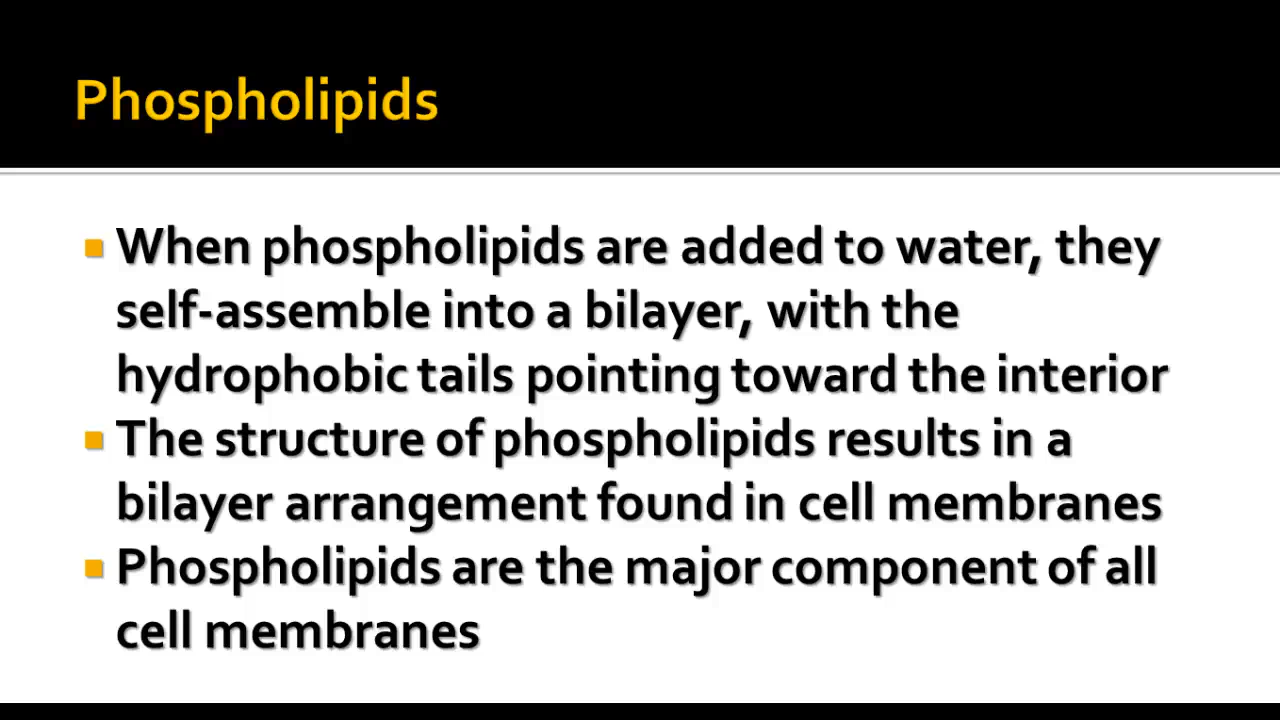 Phospholipids
When phospholipids are added to water, they
self-assemble into a bilayer, with the
hydrophobic tails pointing toward the interior
The structure of phospholipids results in a
bilayer arrangement found in cell membranes
Phospholipids are the major component of all
cell membranes